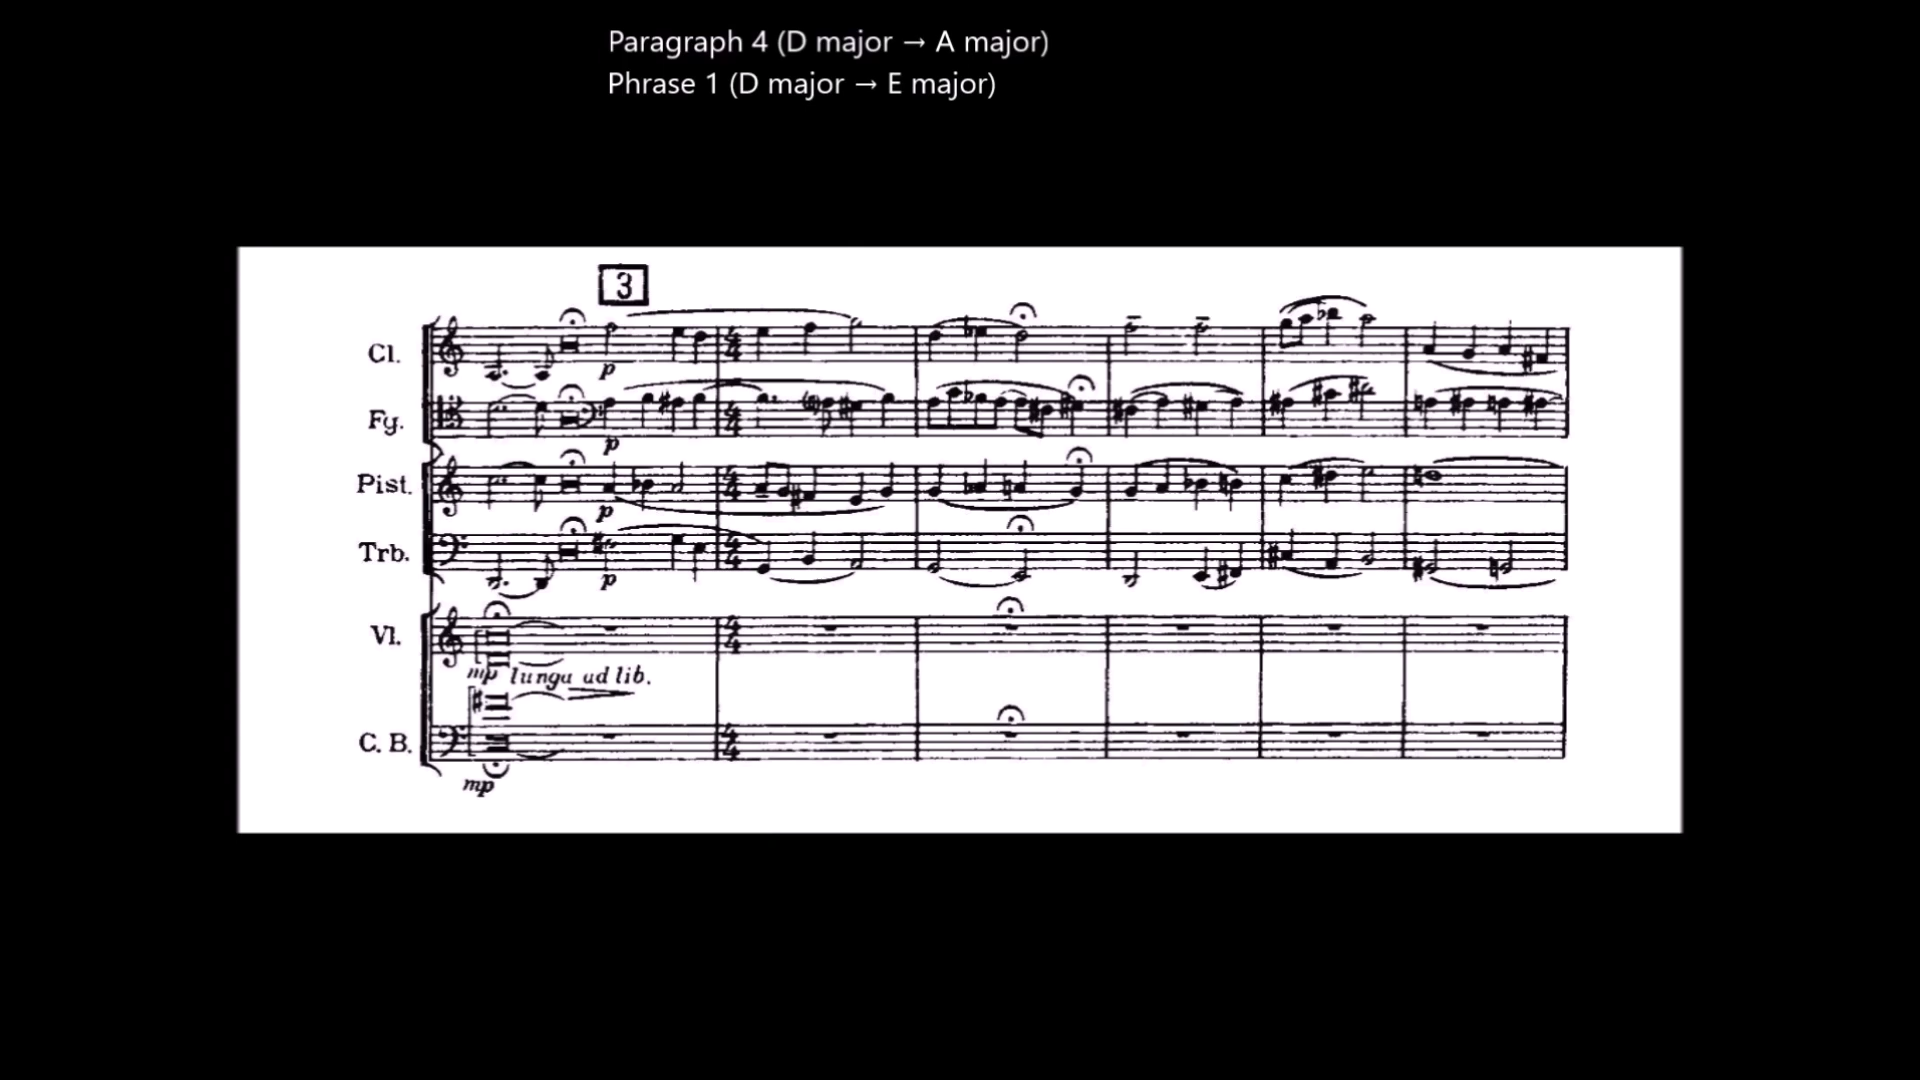 Paragraph 4 (D major → A major)
Phrase 1 (D major → E major)
3
Cl.
p
Fg.
p
Pist.
p
Trb.
p
Vl.
mp lunga ad lib.
C. B.
mp